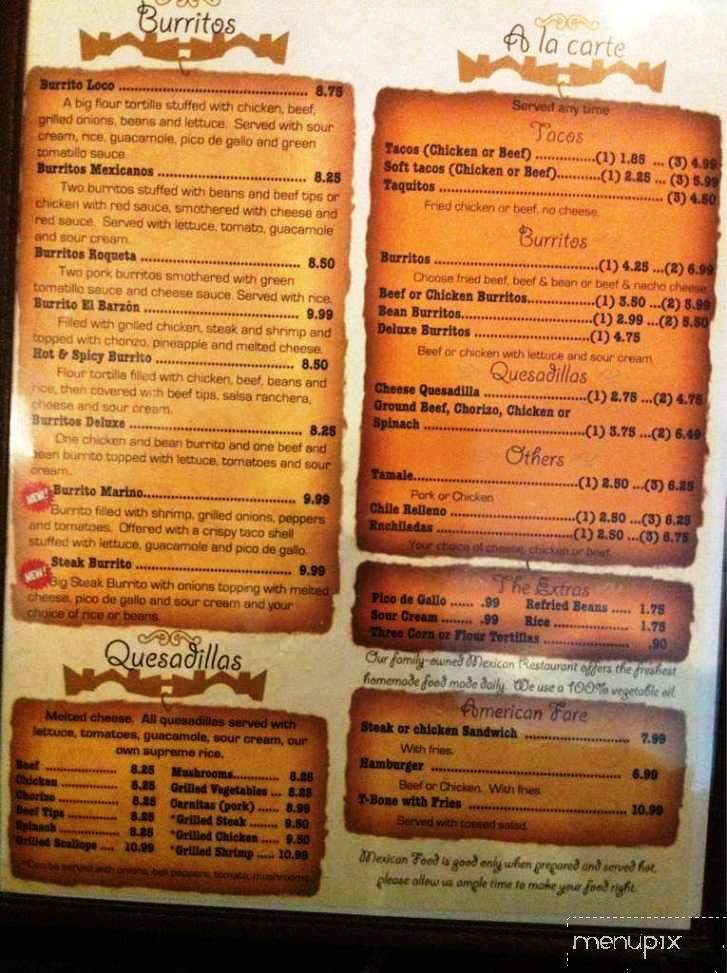 Burritos
Burrito Loco ........................................ 8.75
A big flour tortilla stuffed with chicken, beef,
grilled onions, beans and lettuce. Served with sour
cream, rice, guacamole, pico de gallo and green
tomatillo sauce.
Burritos Mexicanos ................................ 8.25
Two burritos stuffed with beans and beef tips or
chicken with red sauce, smothered with cheese and
red sauce. Served with lettuce, tomato, guacamole
and sour cream.
Burritos Roqueta .................................. 8.50
Two pork burritos smothered with green
tomatillo sauce and cheese sauce. Served with rice.
Burrito El Barzón ................................. 9.99
Filled with grilled chicken, steak and shrimp and
topped with chorizo, pineapple and melted cheese.
Hot & Spicy Burrito ............................... 8.50
Flour tortilla filled with chicken, beef, beans and
rice, then covered with beef tips, salsa ranchera,
cheese and sour cream.
Burritos Deluxe ................................... 8.25
One chicken and bean burrito and one beef and
bean burrito topped with lettuce, tomatoes and sour
cream.
NEW! Burrito Marino................................. 9.99
Burrito filled with shrimp, grilled onions, peppers
and tomatoes. Offered with a crispy taco shell
stuffed with lettuce, guacamole and pico de gallo.
NEW! Steak Burrito ................................. 9.99
Big Steak Burrito with onions topping with melted
cheese, pico de gallo and sour cream and your
choice of rice or beans.
Quesadillas
Melted cheese. All quesadillas served with
lettuce, tomatoes, guacamole, sour cream, our
own supreme rice.
Beef .................. 8.25
Chicken ............... 8.25
Chorizo ............... 8.25
Beef Tips ............. 8.25
Spinach ............... 8.25
Grilled Scallops .... 10.99
Mushrooms............. 8.25
Grilled Vegetables ... 8.25
Carnitas (pork) ...... 8.99
*Grilled Steak ........ 9.50
*Grilled Chicken ..... 9.50
*Grilled Shrimp ..... 10.99
*Can be served with onions, bell peppers, tomato, mushrooms.
A la carte
Served any time
Tacos
Tacos (Chicken or Beef) .............(1) 1.85 ... (3) 4.99
Soft tacos (Chicken or Beef)..........(1) 2.25 ... (3) 5.99
Taquitos .................................................. (3) 4.50
Fried chicken or beef, no cheese.
Burritos
Burritos ....................................(1) 4.25 ...(2) 6.99
Choose fried beef, beef & bean or beef & nacho cheese
Beef or Chicken Burritos...............(1) 3.50 ...(2) 5.99
Bean Burritos.............................(1) 2.99 ...(2) 5.50
Deluxe Burritos ..........................(1) 4.75
Beef or chicken with lettuce and sour cream
Quesadillas
Cheese Quesadilla .......................(1) 2.75 ...(2) 4.75
Ground Beef, Chorizo, Chicken or
Spinach ....................................(1) 3.75 ...(2) 6.49
Others
Tamale.......................................(1) 2.50 ...(3) 6.25
Pork or Chicken
Chile Relleno .............................(1) 2.50 ...(3) 6.25
Enchiladas .................................(1) 2.50 ...(3) 6.75
Your choice of cheese, chicken or beef
The Extras
Pico de Gallo ...... .99
Sour Cream ........ .99
Refried Beans ..... 1.75
Rice .................. 1.75
Three Corn or Flour Tortillas ................... .90
Our family-owned Mexican Restaurant offers the freshest
homemade food made daily. We use a 100% vegetable oil.
American Fare
Steak or chicken Sandwich ..................... 7.99
With fries.
Hamburger ........................................ 6.99
Beef or Chicken. With fries.
T-Bone with Fries ................................ 10.99
Served with tossed salad.
Mexican Food is good only when prepared and served hot,
please allow us ample time to make your food right.
menupix